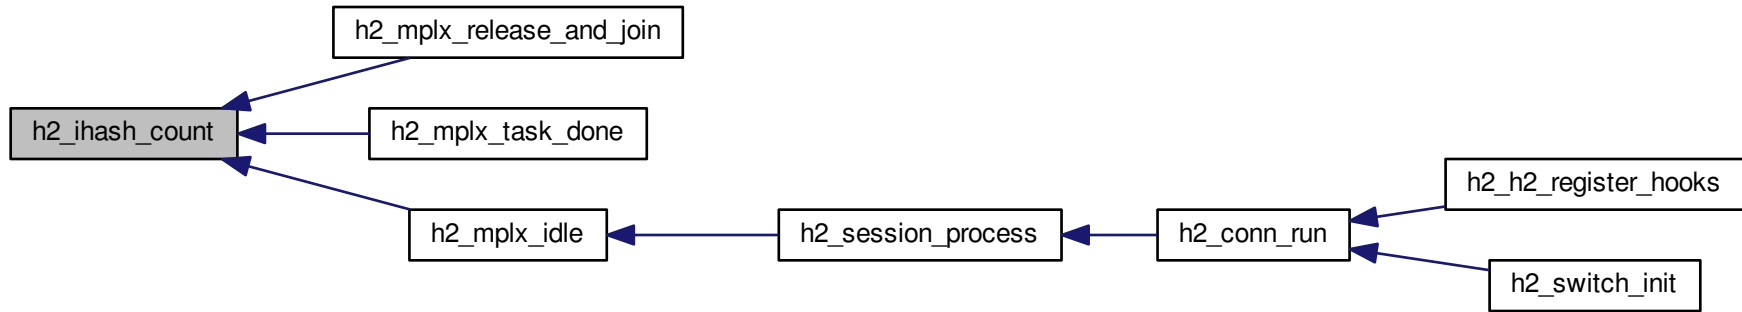 h2_mplx_release_and_join
h2_ihash_count
h2_mplx_task_done
h2_mplx_idle
h2_session_process
h2_conn_run
h2_h2_register_hooks
h2_switch_init